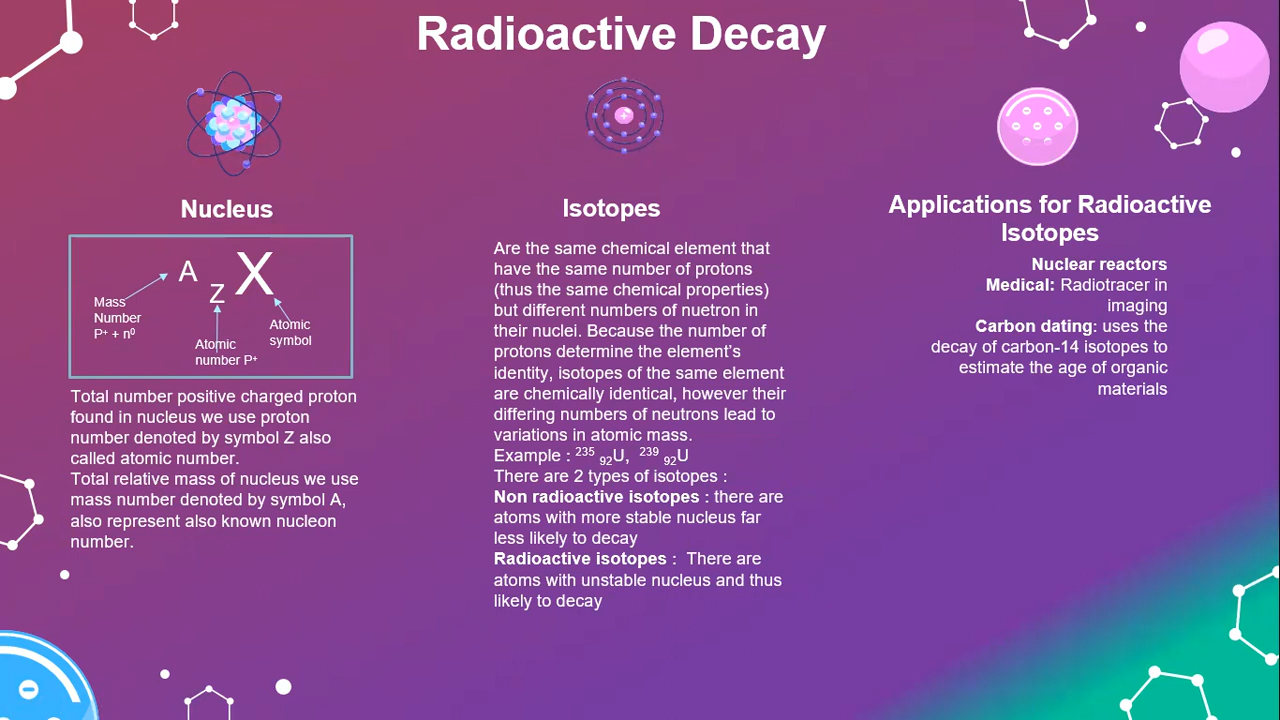 Radioactive Decay
Nucleus
A
X
Z
Mass
Number
P⁺ + n⁰
Atomic
number P⁺
Atomic
symbol
Total number positive charged proton
found in nucleus we use proton
number denoted by symbol Z also
called atomic number.
Total relative mass of nucleus we use
mass number denoted by symbol A,
also represent also known nucleon
number.
Isotopes
Are the same chemical element that
have the same number of protons
(thus the same chemical properties)
but different numbers of nuetron in
their nuclei. Because the number of
protons determine the element’s
identity, isotopes of the same element
are chemically identical, however their
differing numbers of neutrons lead to
variations in atomic mass.
Example : ²³⁵ ₉₂U,  ²³⁹ ₉₂U
There are 2 types of isotopes :
Non radioactive isotopes : there are
atoms with more stable nucleus far
less likely to decay
Radioactive isotopes :  There are
atoms with unstable nucleus and thus
likely to decay
Applications for Radioactive
Isotopes
Nuclear reactors
Medical: Radiotracer in
imaging
Carbon dating: uses the
decay of carbon-14 isotopes to
estimate the age of organic
materials